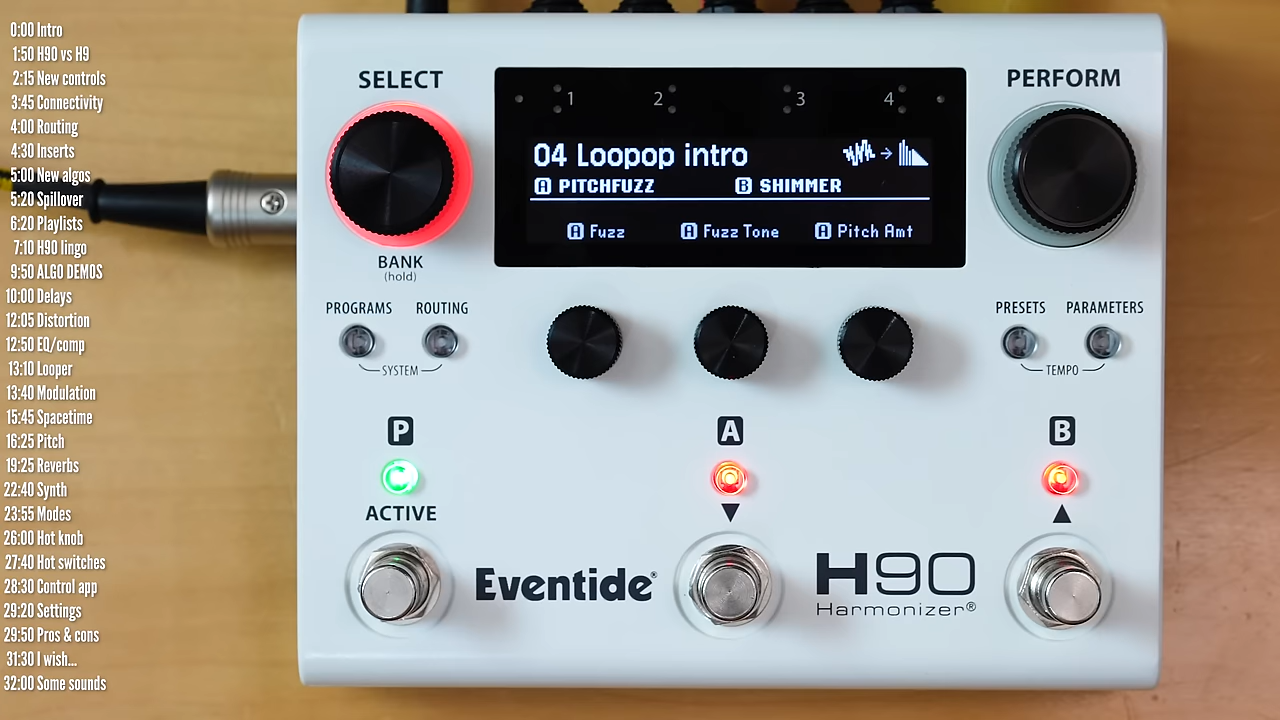 0:00 Intro
1:50 H90 vs H9
2:15 New controls
3:45 Connectivity
4:00 Routing
4:30 Inserts
5:00 New algos
5:20 Spillover
6:20 Playlists
7:10 H90 lingo
9:50 ALGO DEMOS
10:00 Delays
12:05 Distortion
12:50 EQ/comp
13:10 Looper
13:40 Modulation
15:45 Spacetime
16:25 Pitch
19:25 Reverbs
22:40 Synth
23:55 Modes
26:00 Hot knob
27:40 Hot switches
28:30 Control app
29:20 Settings
29:50 Pros & cons
31:30 I wish...
32:00 Some sounds
SELECT
PERFORM
1 2 3 4
04 Loopop intro
A PITCHFUZZ B SHIMMER
A Fuzz A Fuzz Tone A Pitch Amt
BANK
(hold)
PROGRAMS ROUTING
SYSTEM
PRESETS PARAMETERS
TEMPO
P A B
ACTIVE ▼ ▲
Eventide®
H90
Harmonizer®